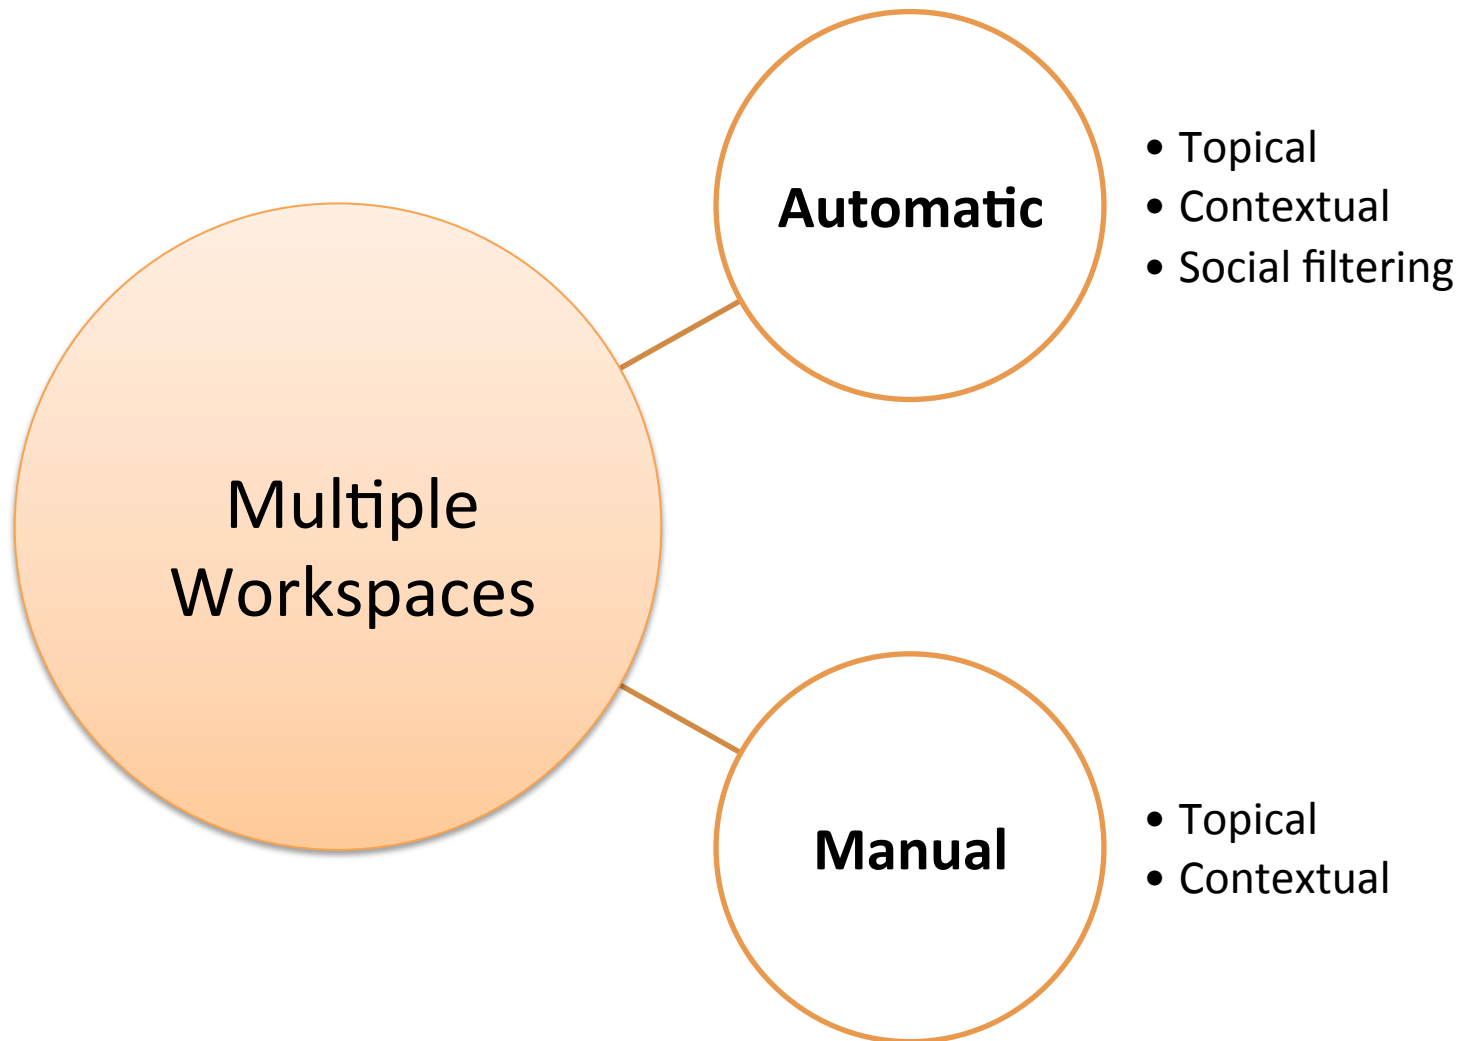 Multiple
Workspaces
Automatic
• Topical
• Contextual
• Social filtering
Manual
• Topical
• Contextual